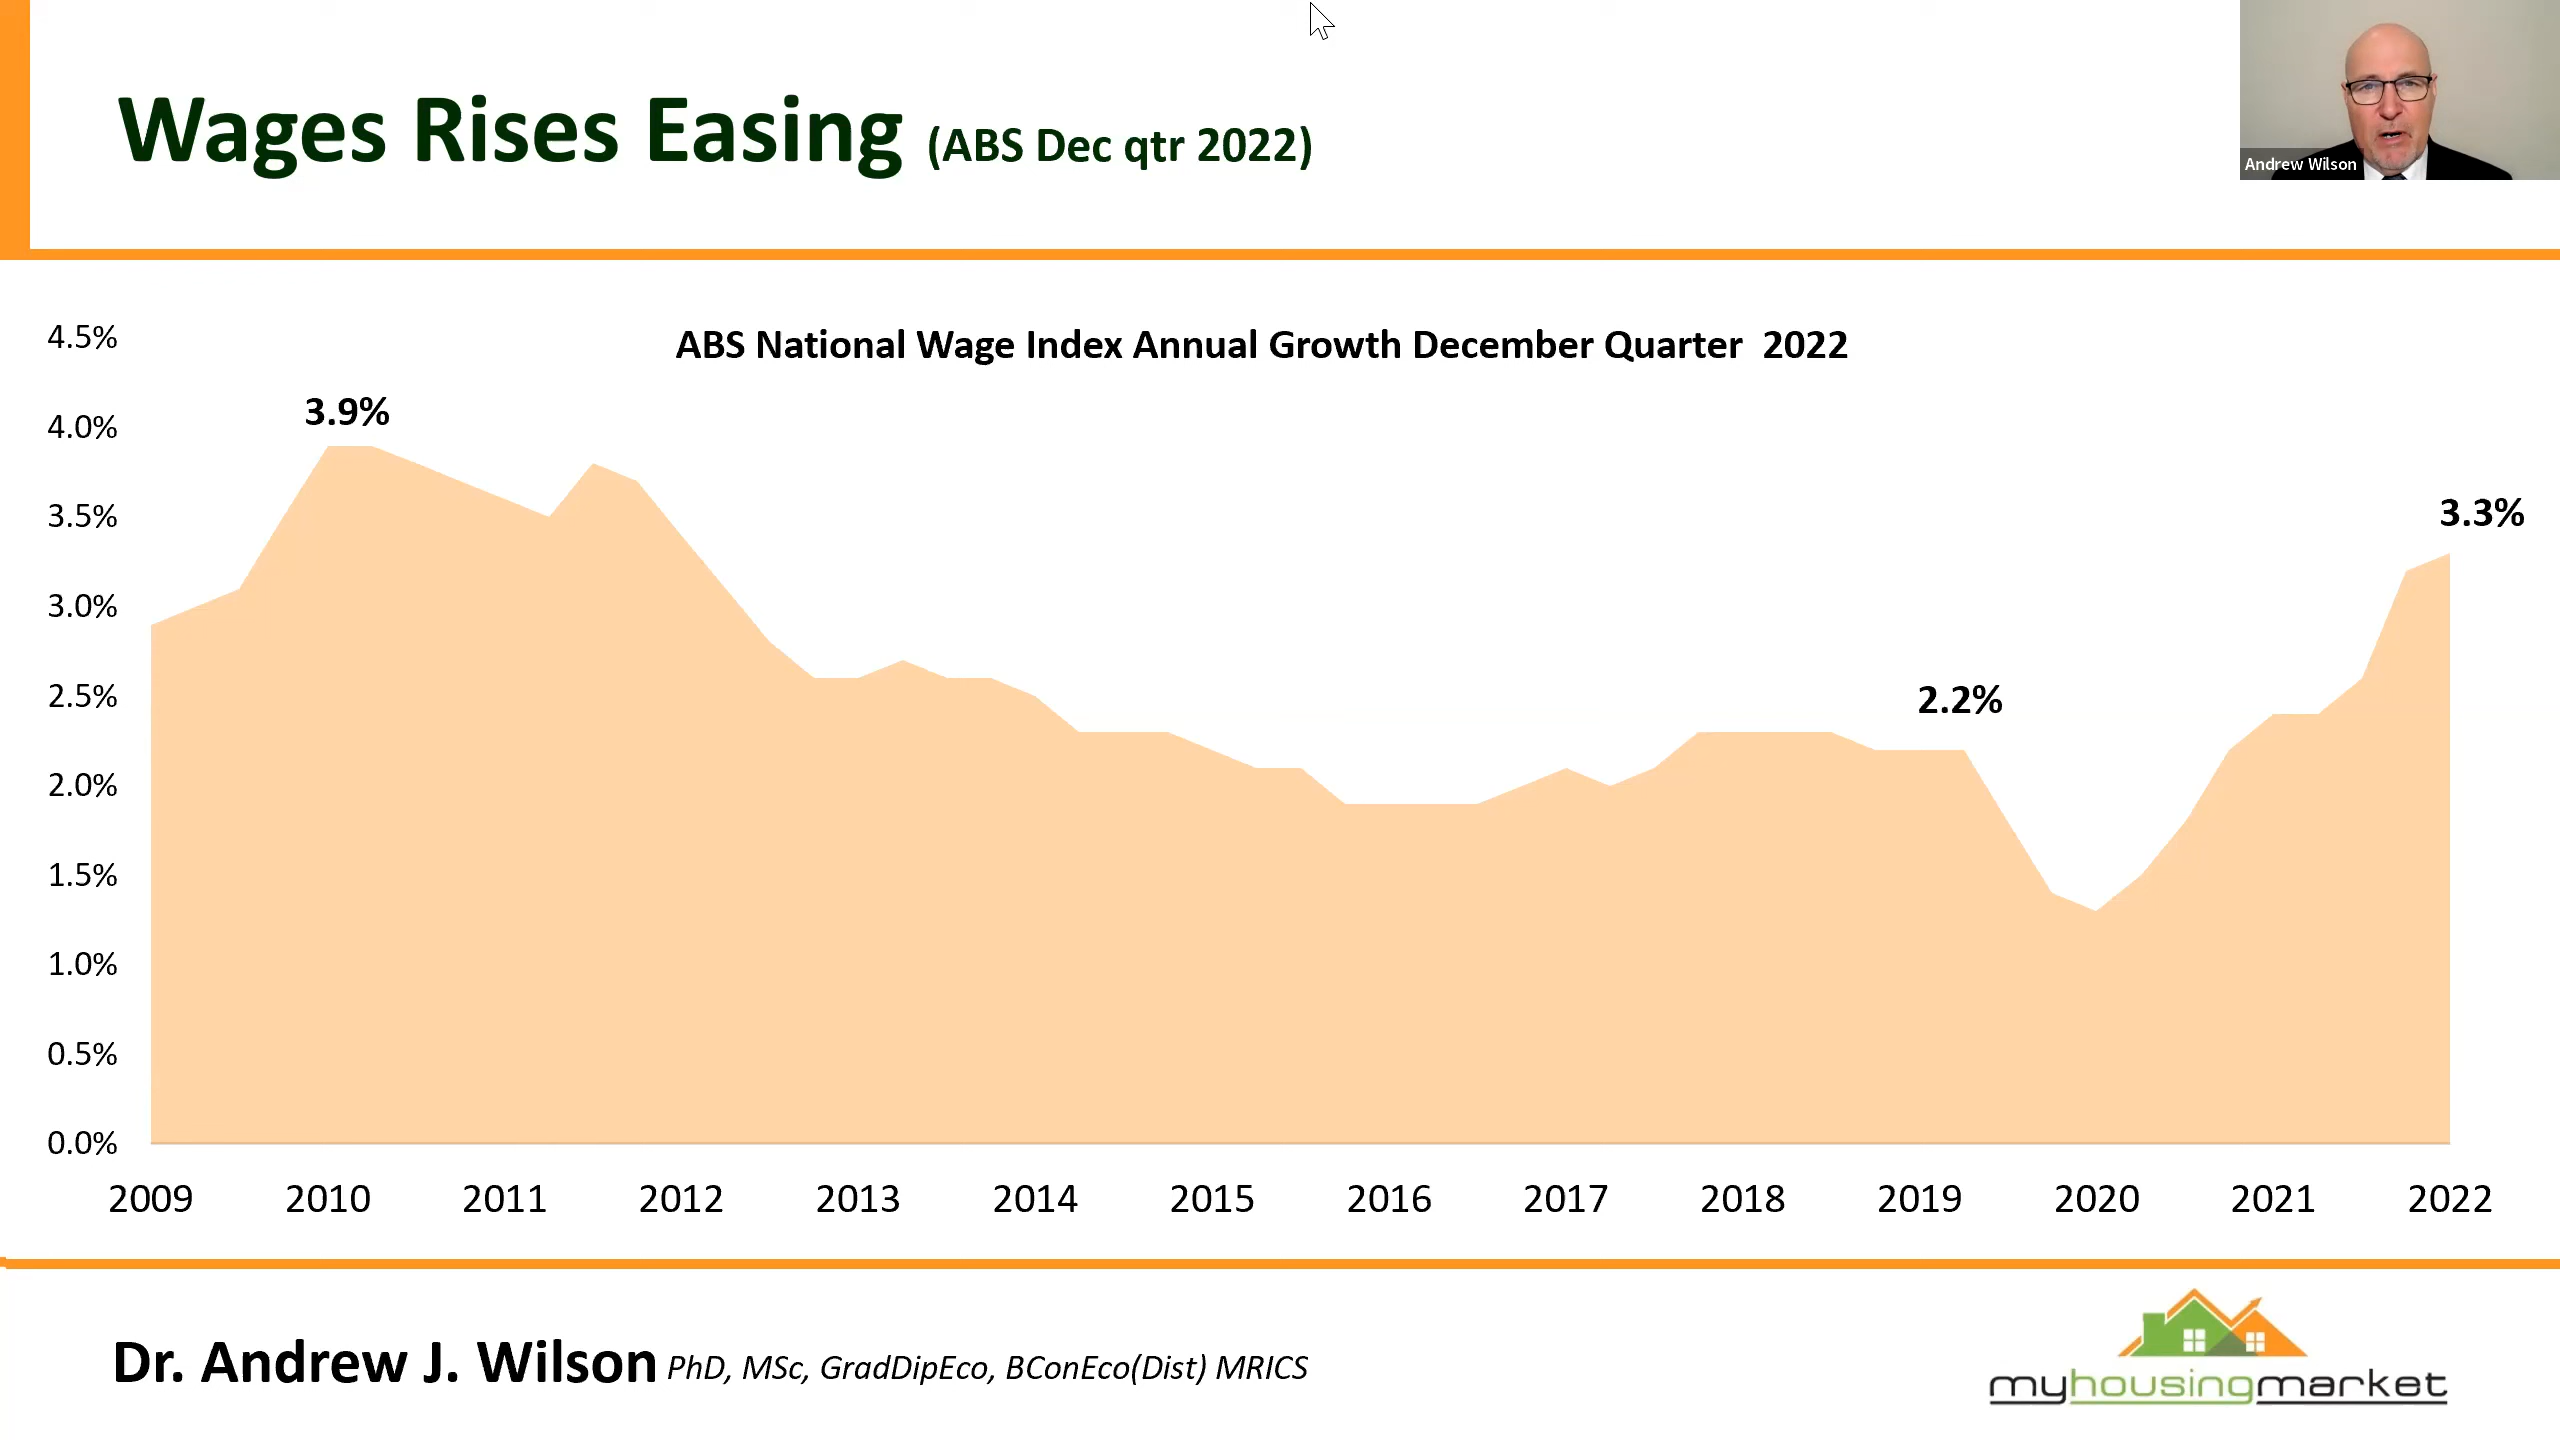 Wages Rises Easing (ABS Dec qtr 2022)
Andrew Wilson
ABS National Wage Index Annual Growth December Quarter 2022
4.5%
4.0%
3.5%
3.0%
2.5%
2.0%
1.5%
1.0%
0.5%
0.0%
3.9%
2.2%
3.3%
2009 2010 2011 2012 2013 2014 2015 2016 2017 2018 2019 2020 2021 2022
Dr. Andrew J. Wilson PhD, MSc, GradDipEco, BConEco(Dist) MRICS
myhousingmarket